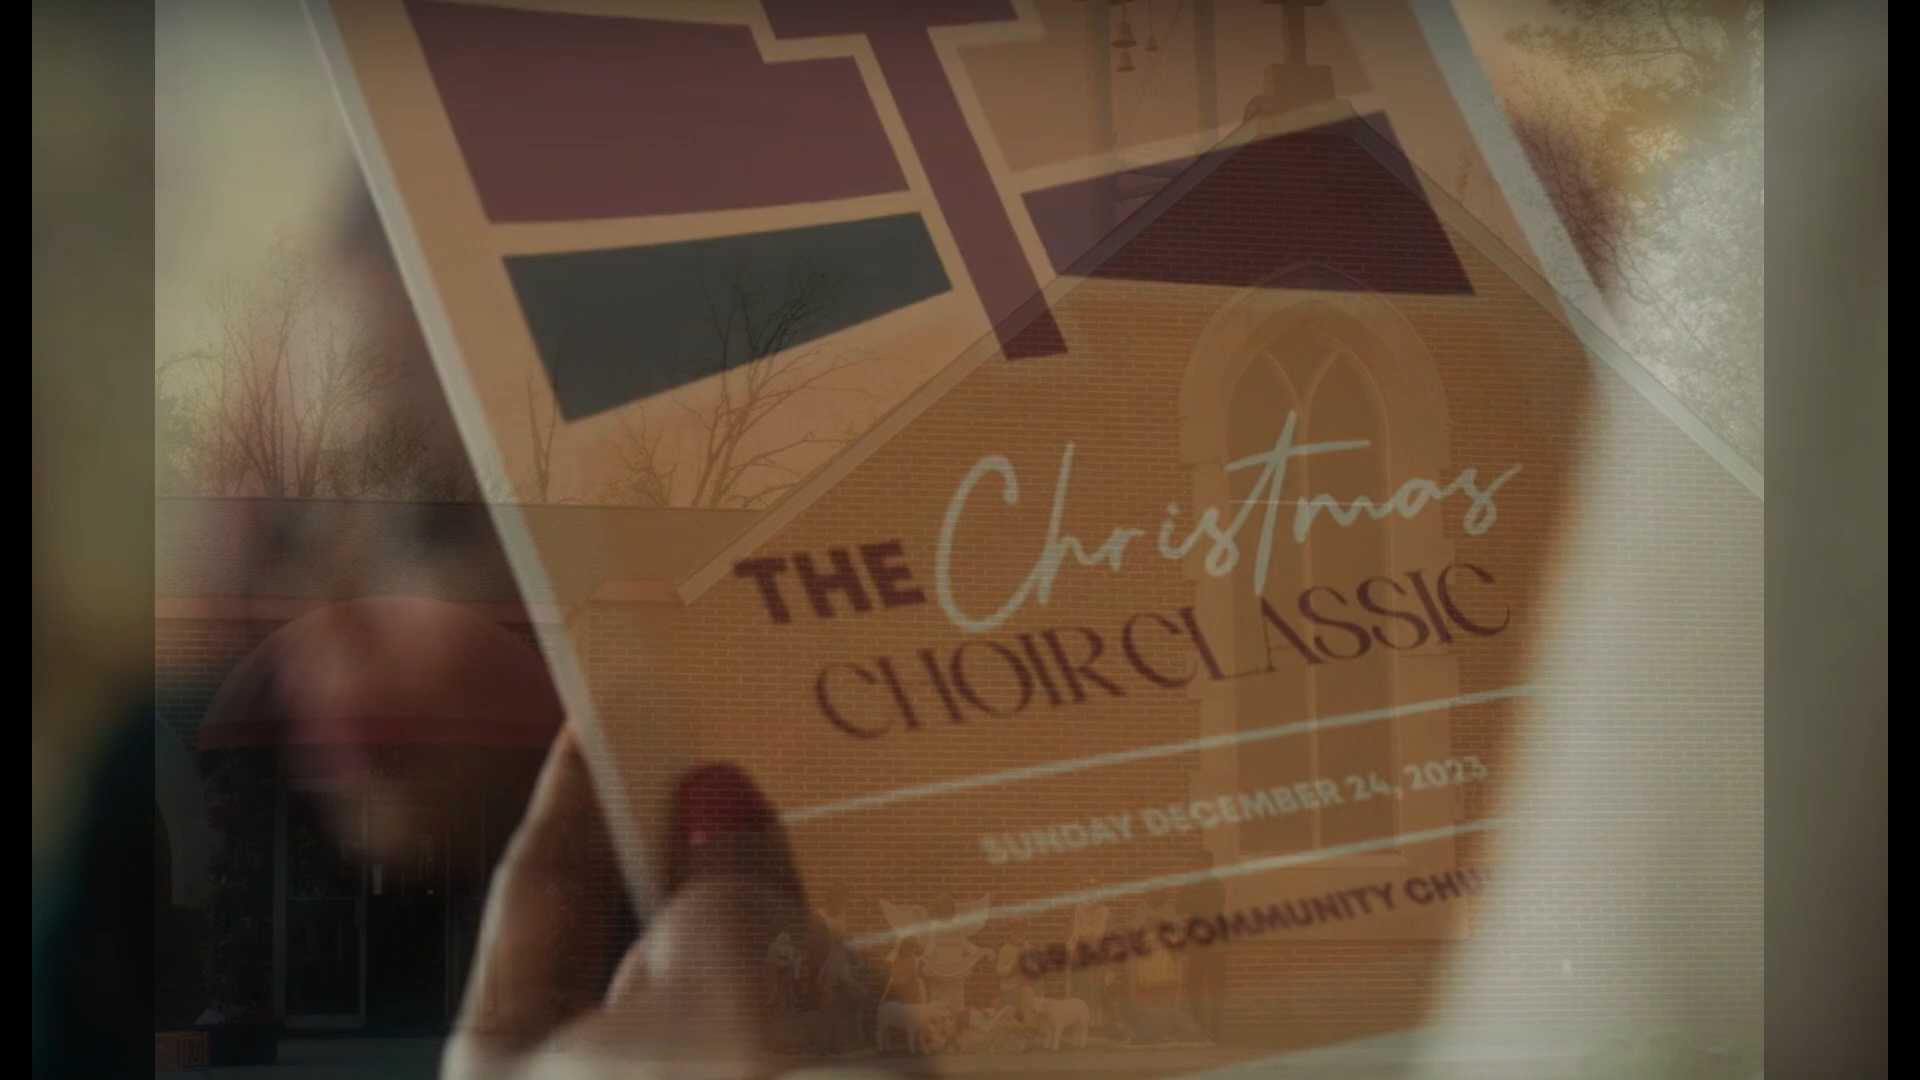 THE Christmas
CHOIR CLASSIC
SUNDAY DECEMBER 24, 2023
GRACE COMMUNITY